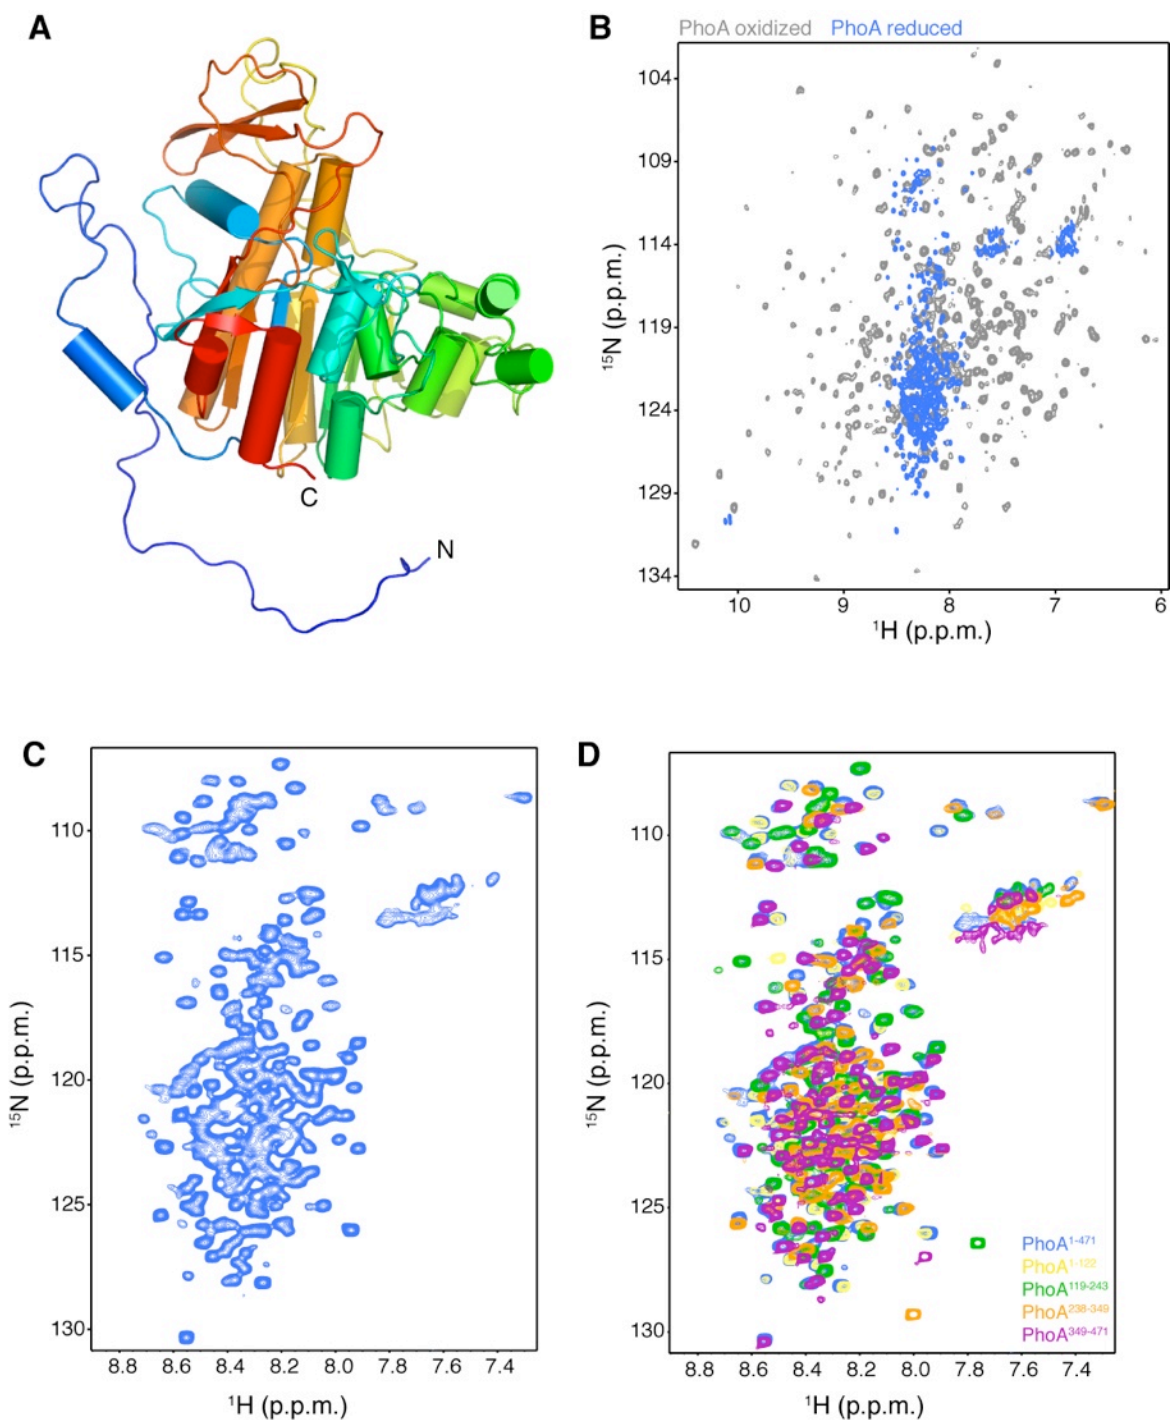 A
C
N
B
PhoA oxidized PhoA reduced
104
109
114
119
124
129
134
¹⁵N (p.p.m.)
10 9 8 7 6
¹H (p.p.m.)
C
110
115
120
125
130
¹⁵N (p.p.m.)
8.8 8.6 8.4 8.2 8.0 7.8 7.6 7.4
¹H (p.p.m.)
D
110
115
120
125
130
¹⁵N (p.p.m.)
PhoA¹⁻⁴⁷¹
PhoA¹⁻¹²²
PhoA¹¹⁹⁻²⁴³
PhoA²³⁸⁻³⁴⁹
PhoA³⁴⁹⁻⁴⁷¹
8.8 8.6 8.4 8.2 8.0 7.8 7.6 7.4
¹H (p.p.m.)